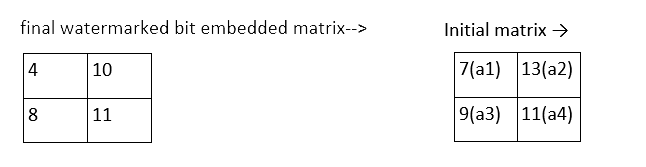 final watermarked bit embedded matrix-->
Initial matrix →
4 10
8 11
7(a1) 13(a2)
9(a3) 11(a4)